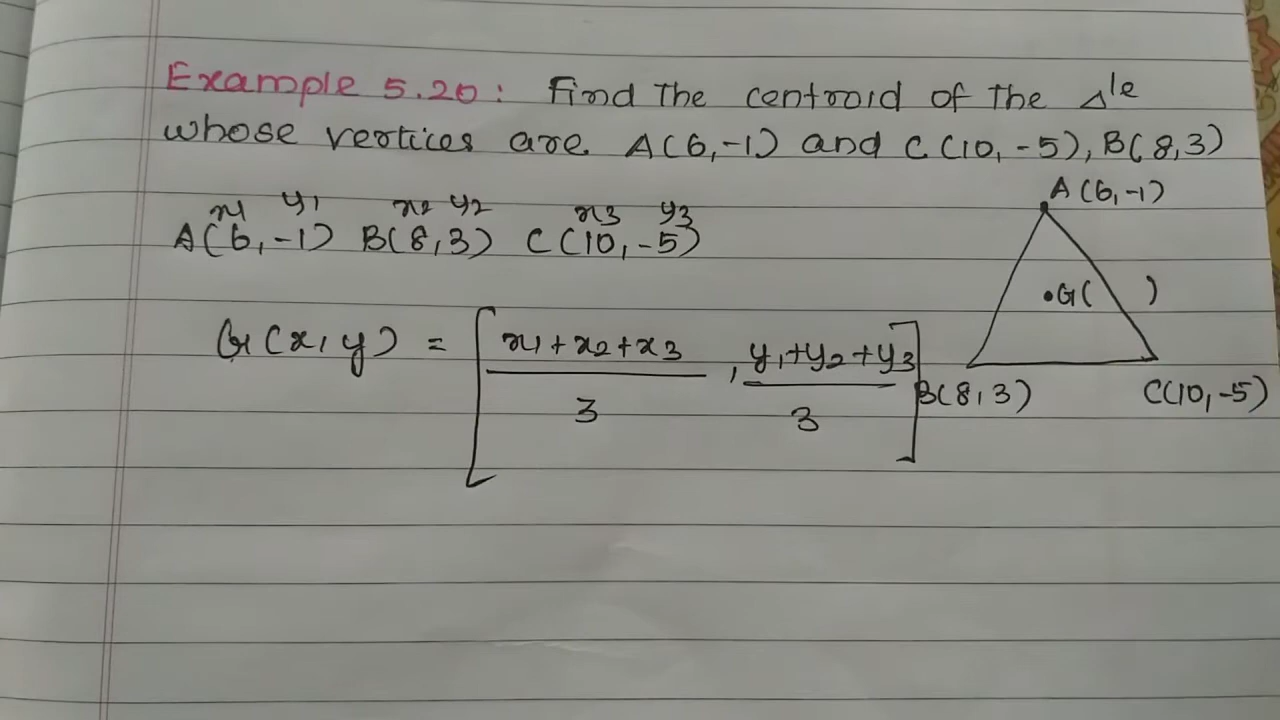 Example 5.20: Find The centroid of The Δle
whose vertices are A(6,-1) and C(10,-5), B(8,3)
A(6,-1)
x1 y1 x2 y2 x3 y3
A(6,-1) B(8,3) C(10,-5)
.G( )
G(x,y) = [x1+x2+x3/3, y1+y2+y3/3]
B(8,3) C(10,-5)